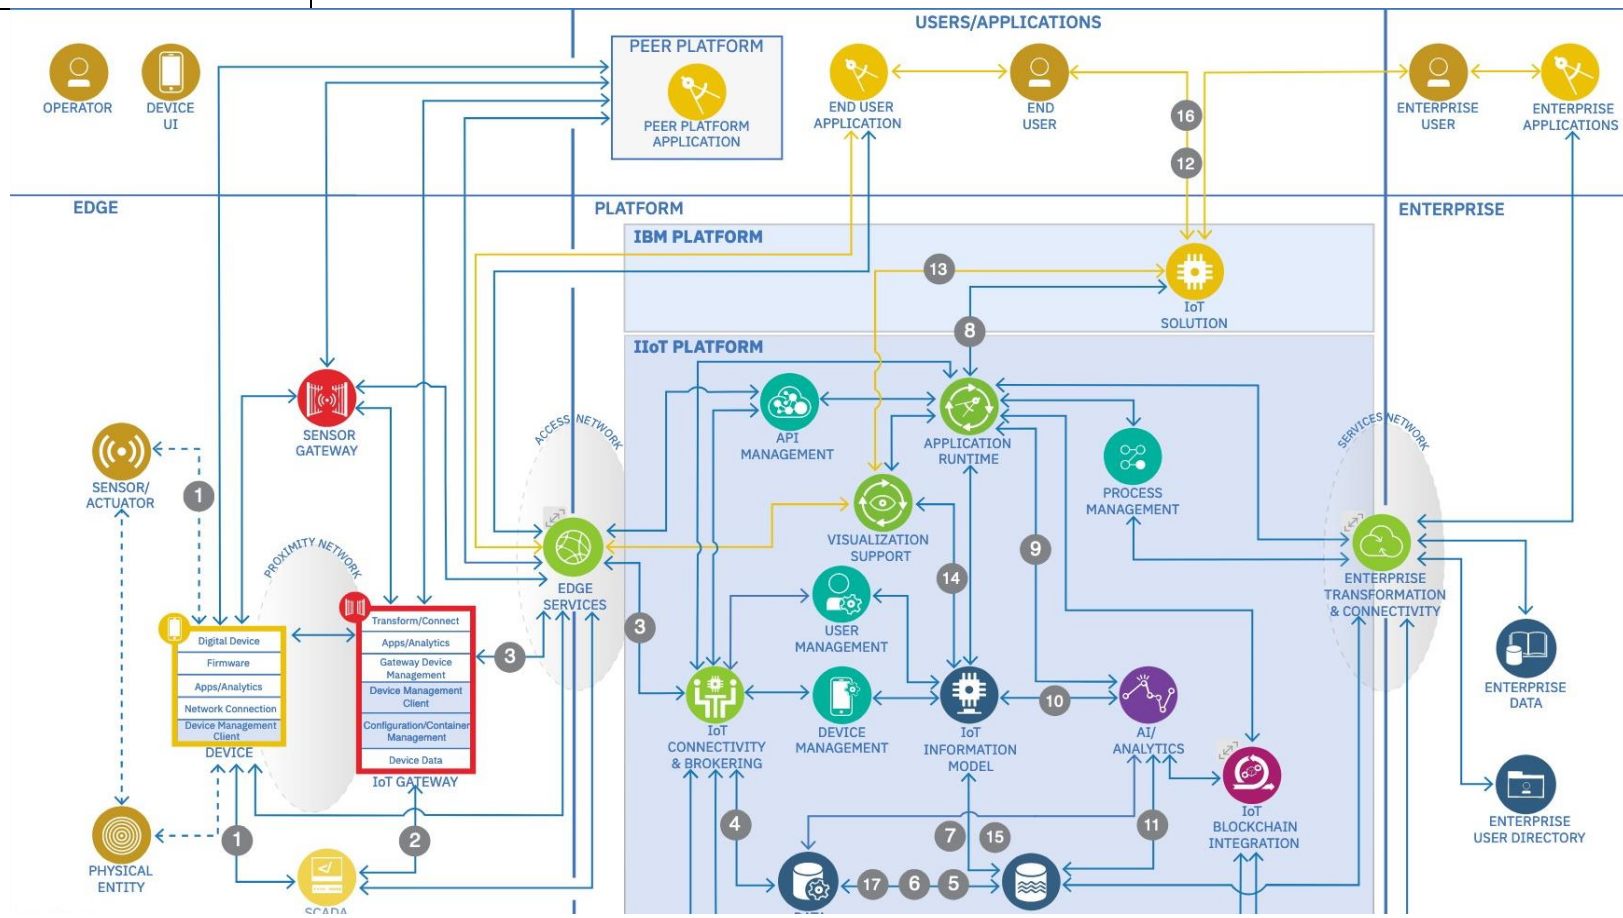 USERS/APPLICATIONS
OPERATOR
DEVICE
UI
PEER PLATFORM
PEER PLATFORM
APPLICATION
END USER
APPLICATION
END
USER
16
12
ENTERPRISE
USER
ENTERPRISE
APPLICATIONS
EDGE
PLATFORM
ENTERPRISE
IBM PLATFORM
13
IoT
SOLUTION
8
IIoT PLATFORM
SENSOR
GATEWAY
API
MANAGEMENT
APPLICATION
RUNTIME
ACCESS NETWORK
SERVICES NETWORK
SENSOR/
ACTUATOR
1
PROCESS
MANAGEMENT
VISUALIZATION
SUPPORT
9
14
PROXIMITY NETWORK
EDGE
SERVICES
ENTERPRISE
TRANSFORMATION
& CONNECTIVITY
USER
MANAGEMENT
3
3
Digital Device
Firmware
Apps/Analytics
Network Connection
Device Management
Client
DEVICE
Transform/Connect
Apps/Analytics
Gateway Device
Management
Device Management
Client
Configuration/Container
Management
Device Data
IoT GATEWAY
IoT
CONNECTIVITY
& BROKERING
DEVICE
MANAGEMENT
IoT
INFORMATION
MODEL
10
AI/
ANALYTICS
ENTERPRISE
DATA
IoT
BLOCKCHAIN
INTEGRATION
ENTERPRISE
USER DIRECTORY
1
2
4
7
15
11
PHYSICAL
ENTITY
17
6
5
SCADA
DATA